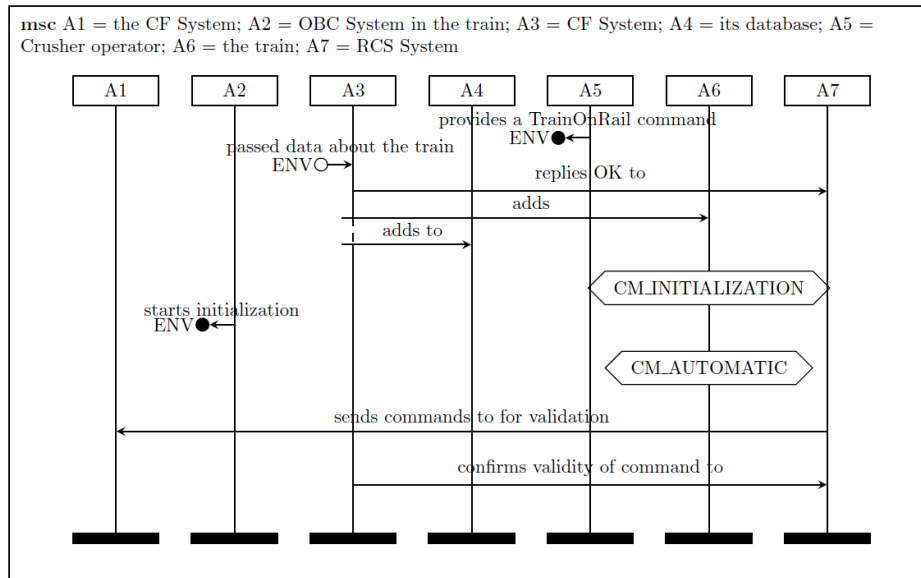 msc A1 = the CF System; A2 = OBC System in the train; A3 = CF System; A4 = its database; A5 =
Crusher operator; A6 = the train; A7 = RCS System
A1 A2 A3 A4 A5 A6 A7
provides a TrainOnRail command
ENV
passed data about the train
ENV
replies OK to
adds
adds to
CM_INITIALIZATION
starts initialization
ENV
CM_AUTOMATIC
sends commands to for validation
confirms validity of command to